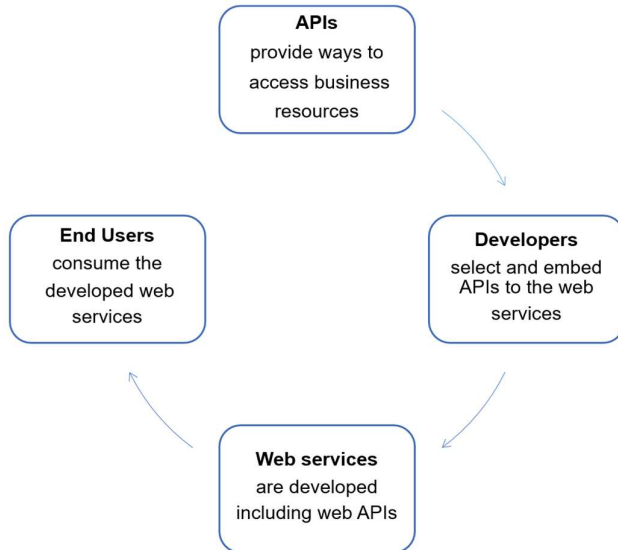 APIs
provide ways to
access business
resources
End Users
consume the
developed web
services
Developers
select and embed
APIs to the web
services
Web services
are developed
including web APIs